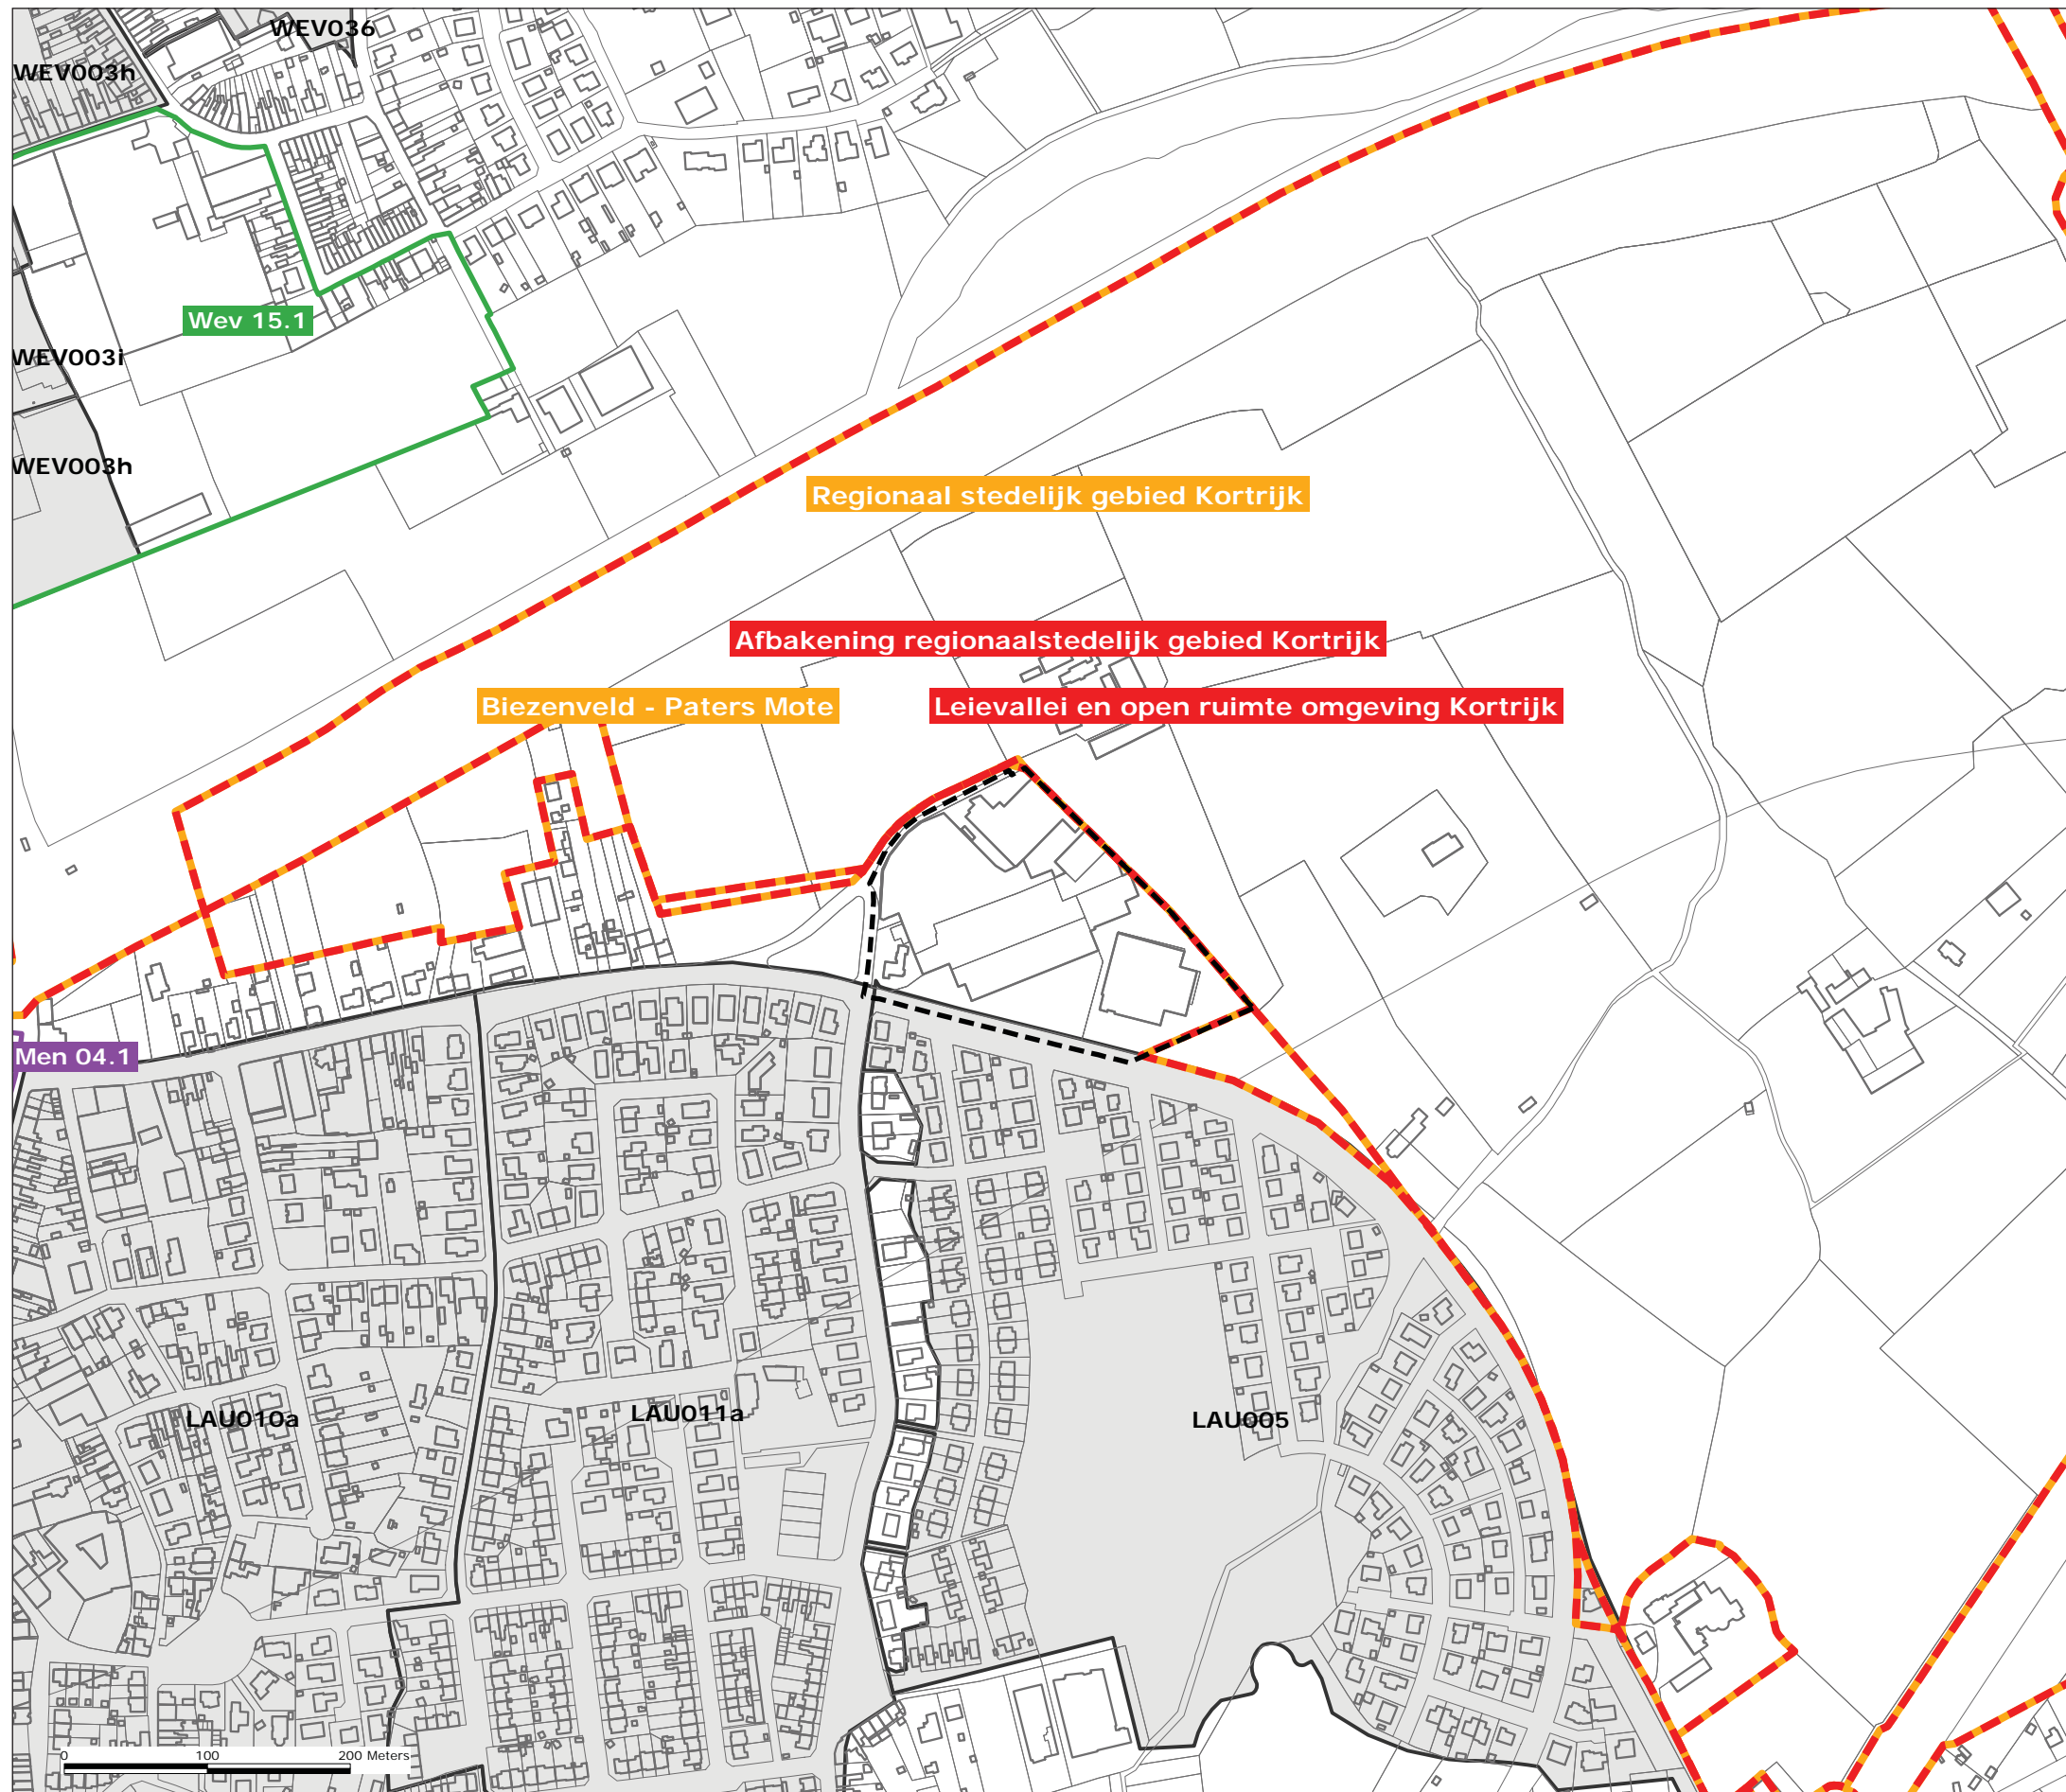 WEV036
WEV003h
Wev 15.1
WEV003i
WEV003h
Regionaal stedelijk gebied Kortrijk
Afbakening regionaalstedelijk gebied Kortrijk
Biezenveld - Paters Mote
Leievallei en open ruimte omgeving Kortrijk
Men 04.1
LAU010a
LAU011a
LAU005
0 100 200 Meters